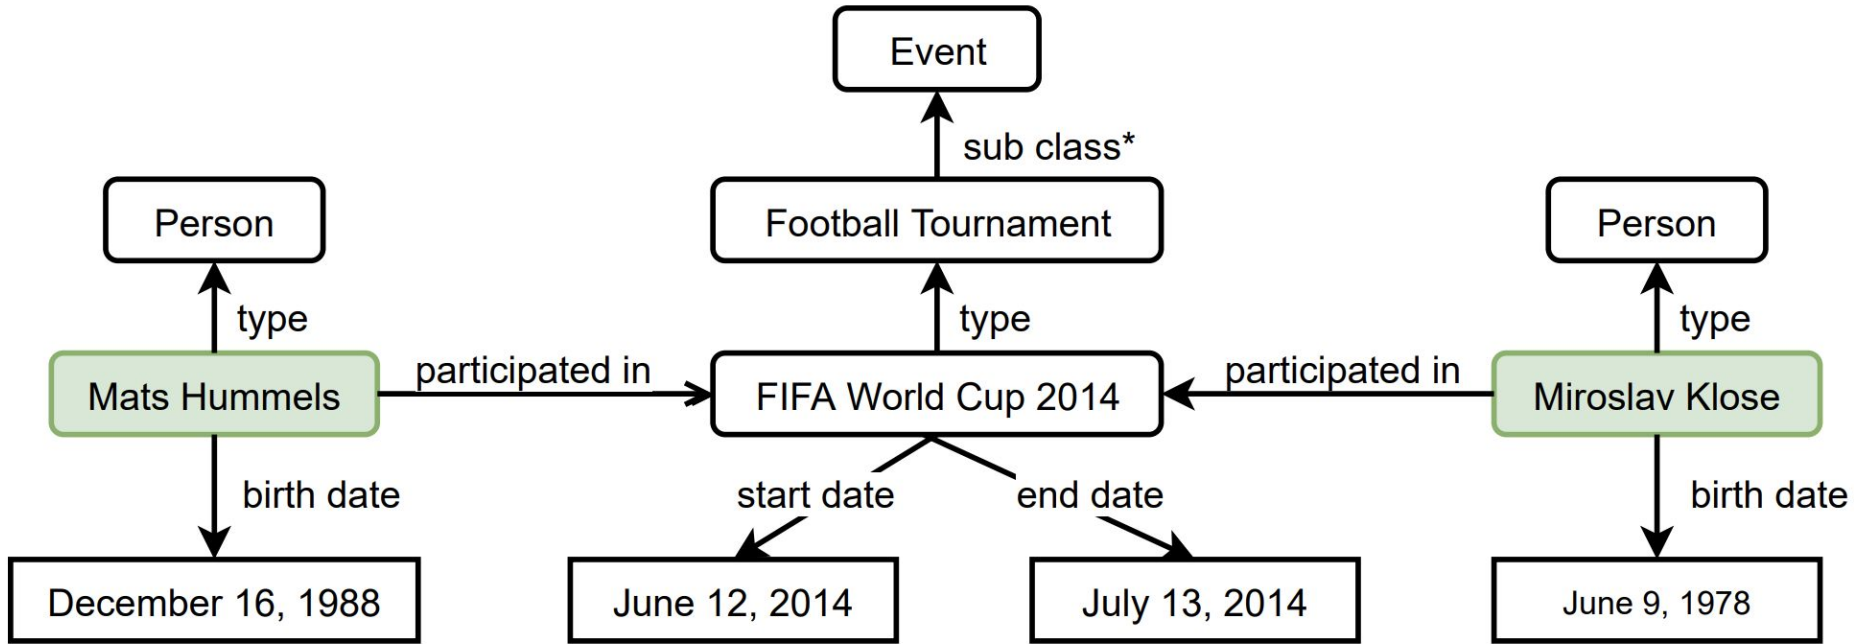 Event
sub class*
Person
Football Tournament
Person
type
type
type
Mats Hummels
participated in
FIFA World Cup 2014
participated in
Miroslav Klose
birth date
start date
end date
birth date
December 16, 1988
June 12, 2014
July 13, 2014
June 9, 1978